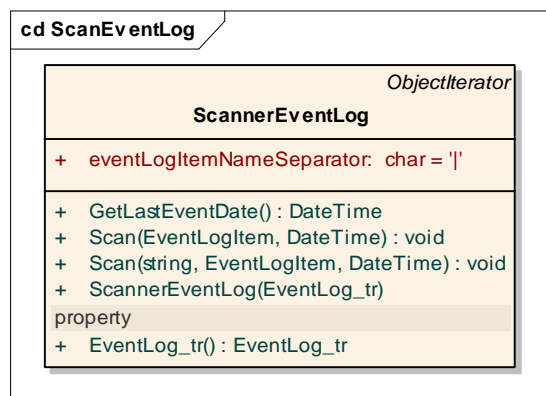 cd ScanEventLog
ObjectIterator
ScannerEventLog
+ eventLogItemNameSeparator: char = '|'
+ GetLastEventDate() : DateTime
+ Scan(EventLogItem, DateTime) : void
+ Scan(string, EventLogItem, DateTime) : void
+ ScannerEventLog(EventLog_tr)
property
+ EventLog_tr() : EventLog_tr